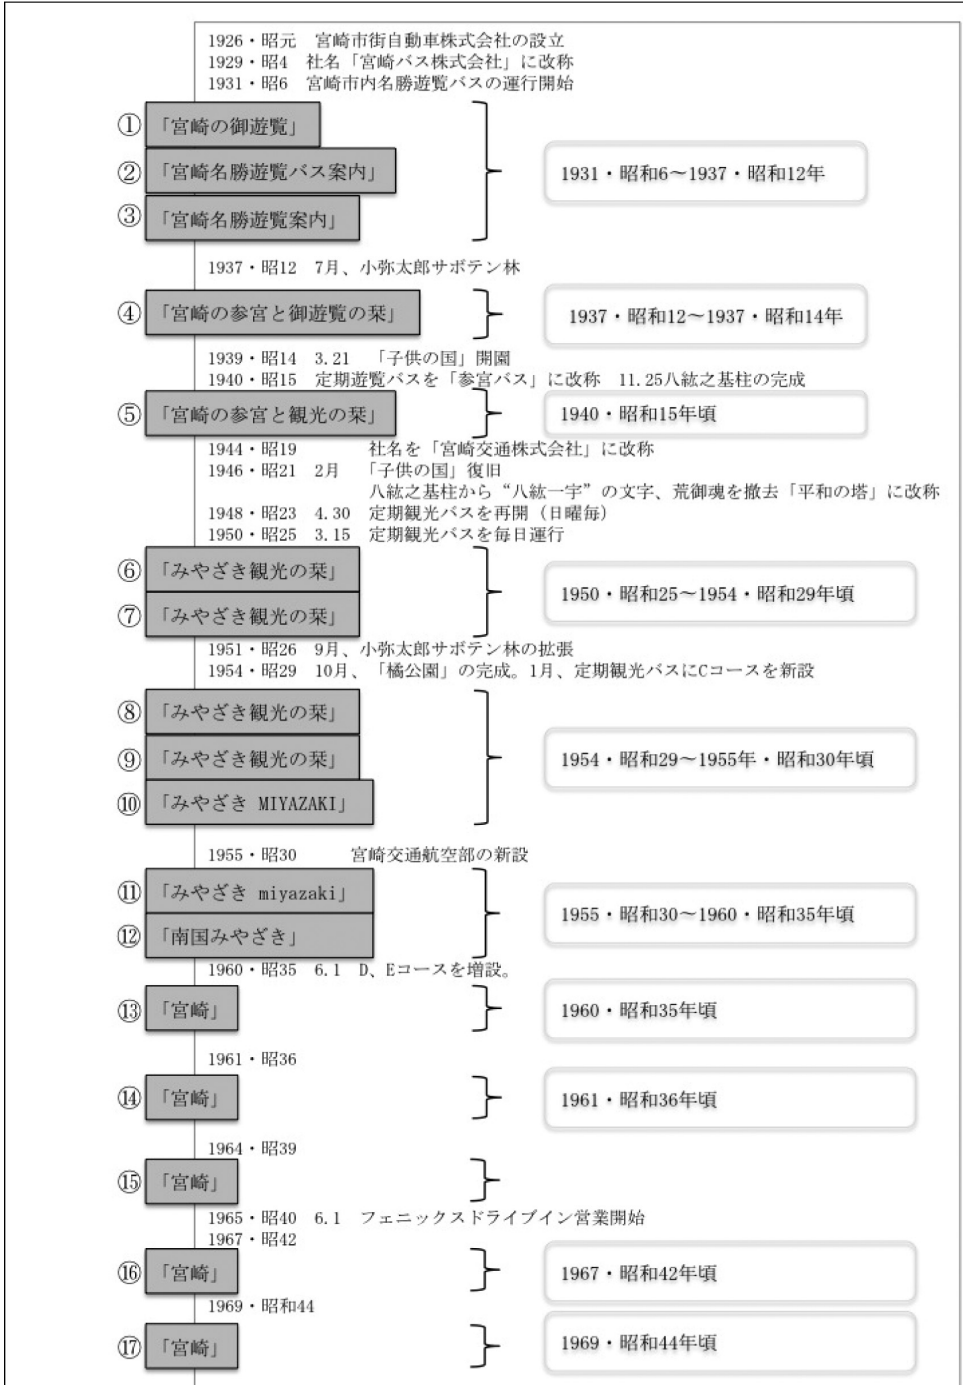 1926・昭元　宮崎市街自動車株式会社の設立
1929・昭4　社名「宮崎バス株式会社」に改称
1931・昭6　宮崎市内名勝遊覧バスの運行開始
①「宮崎の御遊覧」
②「宮崎名勝遊覧バス案内」
1931・昭和6～1937・昭和12年
③「宮崎名勝遊覧案内」
1937・昭12　7月、小弥太郎サボテン林
④「宮崎の参宮と御遊覧の栞」
1937・昭和12～1937・昭和14年
1939・昭14　3.21　「子供の国」開園
1940・昭15　定期遊覧バスを「参宮バス」に改称　11.25八紘之基柱の完成
⑤「宮崎の参宮と観光の栞」
1940・昭和15年頃
1944・昭19　社名を「宮崎交通株式会社」に改称
1946・昭21　2月　「子供の国」復旧
八紘之基柱から“八紘一宇”の文字、荒御魂を撤去「平和の塔」に改称
1948・昭23　4.30　定期観光バスを再開（日曜毎）
1950・昭25　3.15　定期観光バスを毎日運行
⑥「みやざき観光の栞」
1950・昭和25～1954・昭和29年頃
⑦「みやざき観光の栞」
1951・昭26　9月、小弥太郎サボテン林の拡張
1954・昭29　10月、「橘公園」の完成。1月、定期観光バスにCコースを新設
⑧「みやざき観光の栞」
⑨「みやざき観光の栞」
1954・昭和29～1955年・昭和30年頃
⑩「みやざき MIYAZAKI」
1955・昭30　宮崎交通航空部の新設
⑪「みやざき miyazaki」
1955・昭和30～1960・昭和35年頃
⑫「南国みやざき」
1960・昭35　6.1　D、Eコースを増設。
⑬「宮崎」
1960・昭和35年頃
1961・昭36
⑭「宮崎」
1961・昭和36年頃
1964・昭39
⑮「宮崎」
1965・昭40　6.1　フェニックスドライブイン営業開始
1967・昭42
⑯「宮崎」
1967・昭和42年頃
1969・昭和44
⑰「宮崎」
1969・昭和44年頃